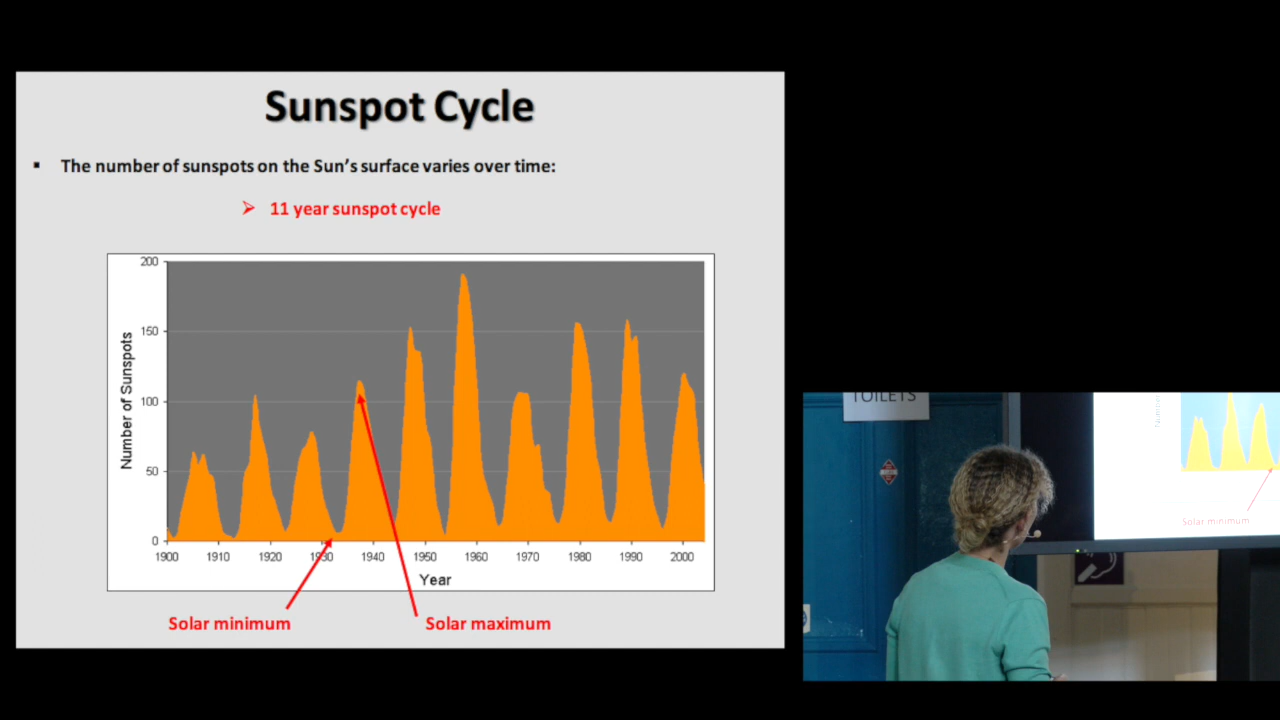 Sunspot Cycle
▪ The number of sunspots on the Sun's surface varies over time:
➢ 11 year sunspot cycle
200
150
100
50
0
Number of Sunspots
1900 1910 1920 1930 1940 1950 1960 1970 1980 1990 2000
Year
Solar minimum
Solar maximum
TOILETS
Number
Solar minimum